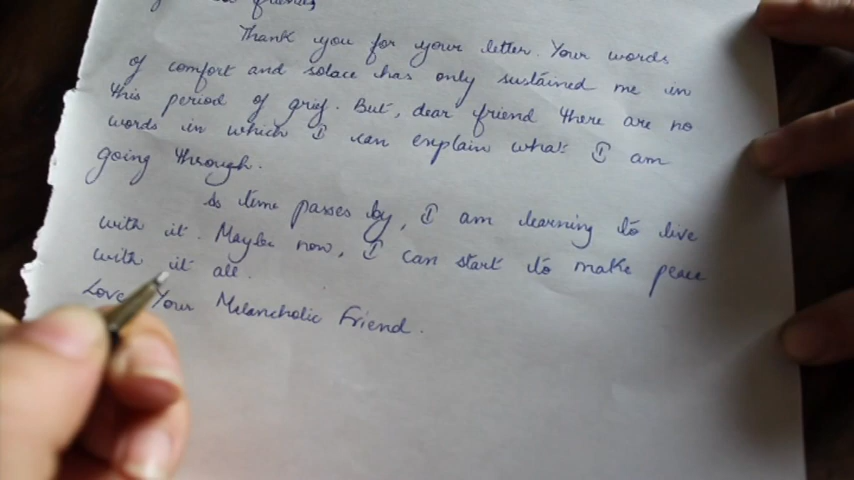 friend,
Thank you for your letter. Your words
of comfort and solace has only sustained me in
this period of grief. But, dear friend there are no
words in which I can explain what I am
going through.
As time passes by, I am learning to live
with it. Maybe now, I can start to make peace
with it all.
Love Your Melancholic Friend.